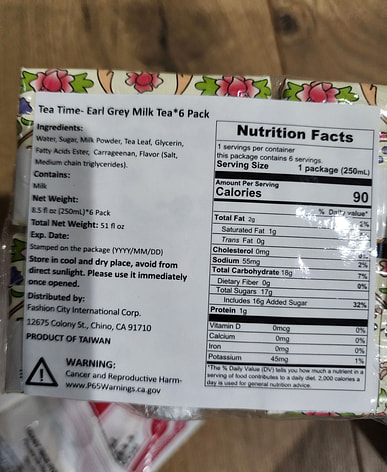 Tea Time- Earl Grey Milk Tea*6 Pack
Ingredients:
Water, Sugar, Milk Powder, Tea Leaf, Glycerin,
Fatty Acids Ester, Carrageenan, Flavor (Salt,
Medium chain triglycerides).
Contains:
Milk
Net Weight:
8.5 fl oz (250mL)*6 Pack
Total Net Weight: 51 fl oz
Exp. Date:
Stamped on the package (YYYY/MM/DD)
Store in cool and dry place, avoid from
direct sunlight. Please use it immediately
once opened.
Distributed by:
Fashion City International Corp.
12675 Colony St., Chino, CA 91710
PRODUCT OF TAIWAN
WARNING:
Cancer and Reproductive Harm-
www.P65Warnings.ca.gov
Nutrition Facts
1 servings per container
this package contains 6 servings.
Serving Size 1 package (250mL)
Amount Per Serving
Calories 90
% Daily value*
Total Fat 2g
Saturated Fat 1g
Trans Fat 0g
Cholesterol 0mg
Sodium 55mg 2%
Total Carbohydrate 18g 7%
Dietary Fiber 0g 0%
Total Sugars 17g
Includes 16g Added Sugar 32%
Protein 1g
Vitamin D 0mcg 0%
Calcium 0mg 0%
Iron 0mg 0%
Potassium 45mg 1%
*The % Daily Value (DV) tells you how much a nutrient in a
serving of food contributes to a daily diet. 2,000 calories a
day is used for general nutrition advice.